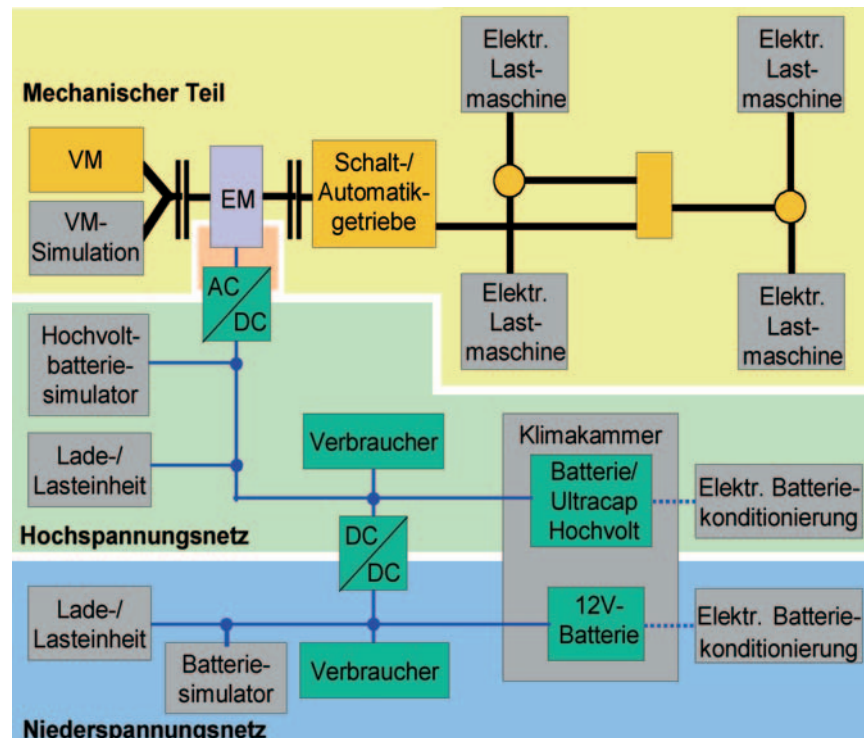 Mechanischer Teil
VM
VM-
Simulation
EM
Schalt-/
Automatik-
getriebe
Elektr.
Last-
maschine
Elektr.
Last-
maschine
Elektr.
Last-
maschine
Elektr.
Last-
maschine
AC
DC
Hochvolt-
batterie-
simulator
Lade-/
Lasteinheit
Verbraucher
Klimakammer
Batterie/
Ultracap
Hochvolt
Elektr. Batterie-
konditionierung
Hochspannungsnetz
DC
DC
Lade-/
Lasteinheit
Batterie-
simulator
Verbraucher
12V-
Batterie
Elektr. Batterie-
konditionierung
Niederspannungsnetz